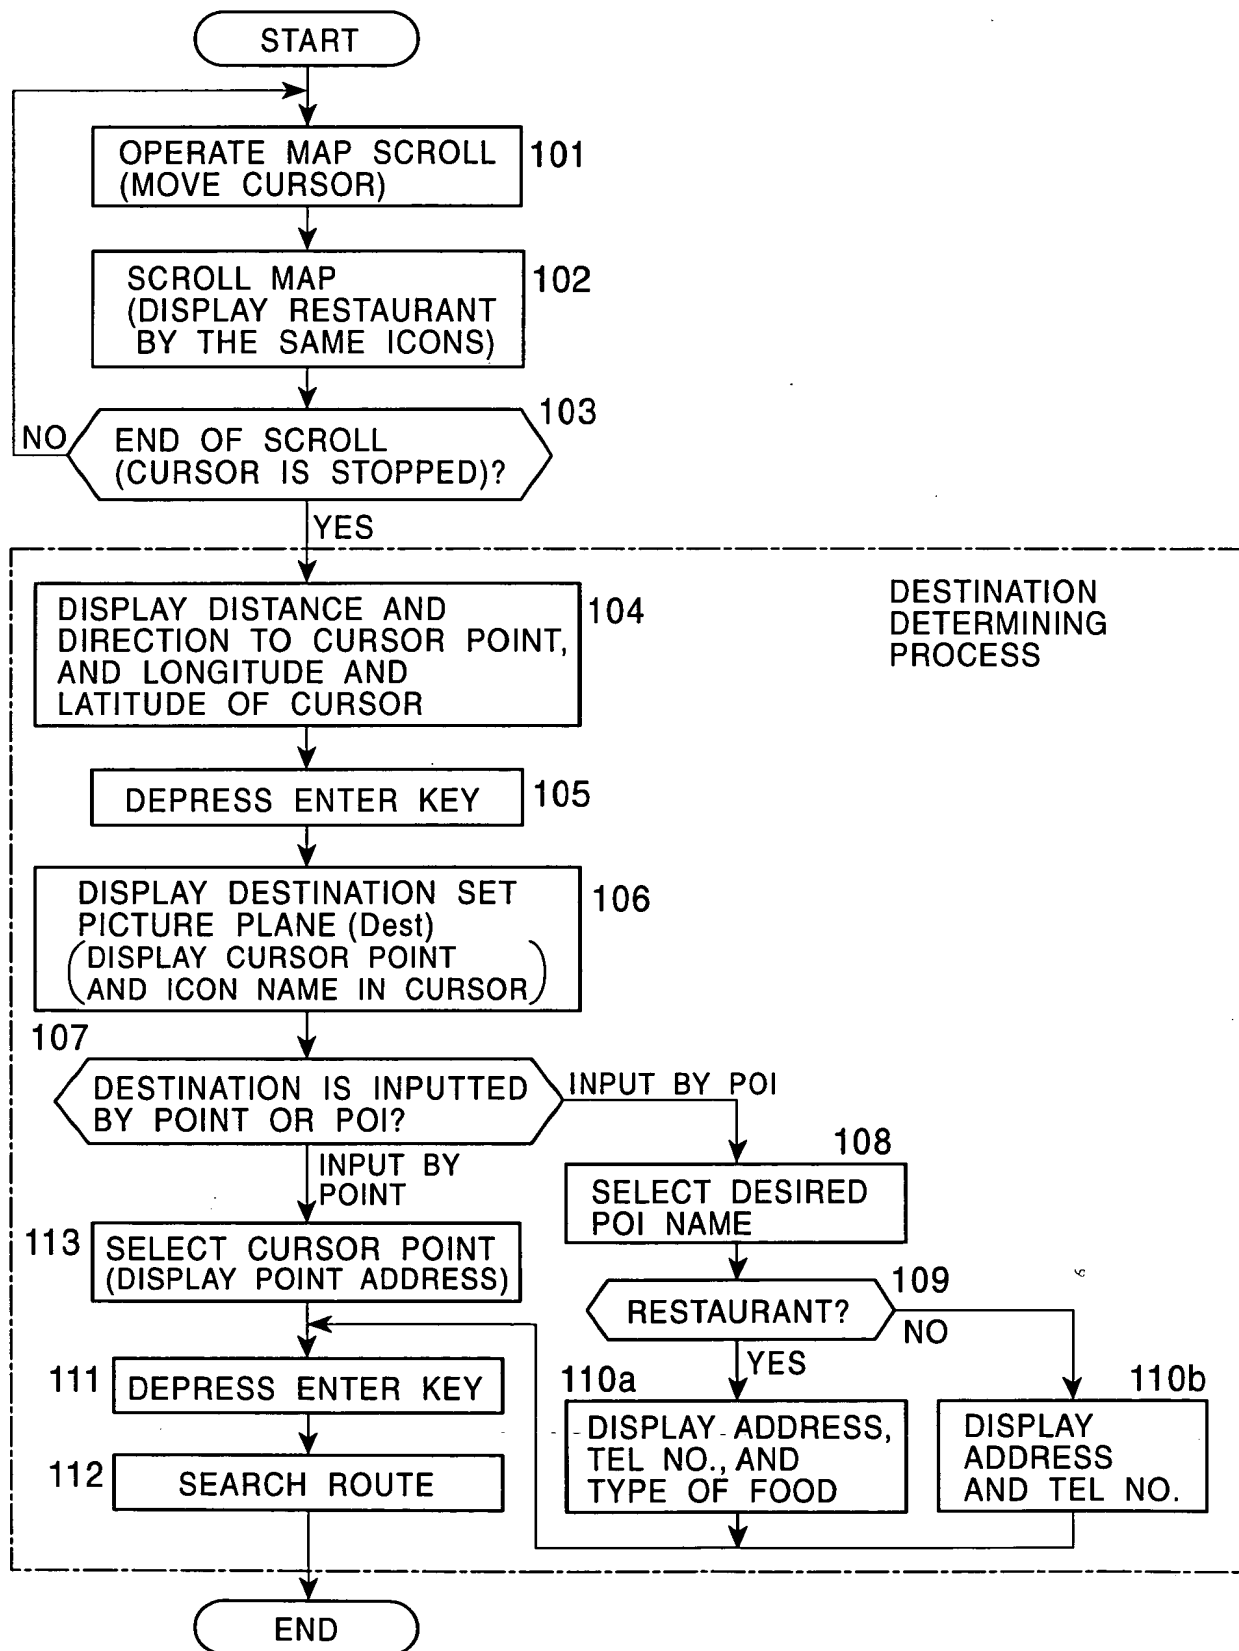 START
OPERATE MAP SCROLL
(MOVE CURSOR)
101
SCROLL MAP
(DISPLAY RESTAURANT
BY THE SAME ICONS)
102
103
NO
END OF SCROLL
(CURSOR IS STOPPED)?
YES
DESTINATION
DETERMINING
PROCESS
DISPLAY DISTANCE AND
DIRECTION TO CURSOR POINT,
AND LONGITUDE AND
LATITUDE OF CURSOR
104
DEPRESS ENTER KEY
105
DISPLAY DESTINATION SET
PICTURE PLANE (Dest)
(DISPLAY CURSOR POINT
AND ICON NAME IN CURSOR)
106
107
DESTINATION IS INPUTTED
BY POINT OR POI?
INPUT BY POI
INPUT BY
POINT
108
SELECT DESIRED
POI NAME
113
SELECT CURSOR POINT
(DISPLAY POINT ADDRESS)
109
RESTAURANT?
NO
YES
111
DEPRESS ENTER KEY
110a
DISPLAY ADDRESS,
TEL NO., AND
TYPE OF FOOD
110b
DISPLAY
ADDRESS
AND TEL NO.
112
SEARCH ROUTE
END